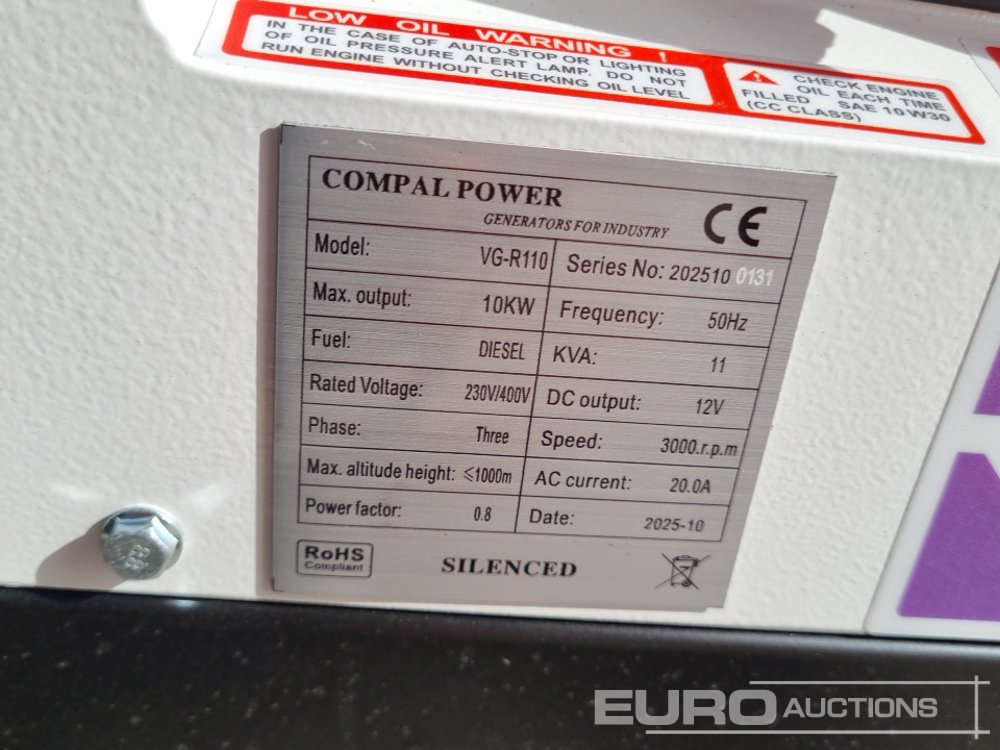 LOW OIL WARNING !
IN THE CASE OF AUTO-STOP OR LIGHTING
OF OIL PRESSURE ALERT LAMP. DO NOT
RUN ENGINE WITHOUT CHECKING OIL LEVEL
CHECK ENGINE
OIL EACH TIME
FILLED SAE 10W30
(CC CLASS)
COMPAL POWER
GENERATORS FOR INDUSTRY
CE
Model: VG-R110
Series No: 202510 0131
Max. output: 10KW
Frequency: 50Hz
Fuel: DIESEL
KVA: 11
Rated Voltage: 230V/400V
DC output: 12V
Phase: Three
Speed: 3000.r.p.m
Max. altitude height: ≤1000m
AC current: 20.0A
Power factor: 0.8
Date: 2025-10
RoHS
Compliant
SILENCED
8.8
EURO AUCTIONS